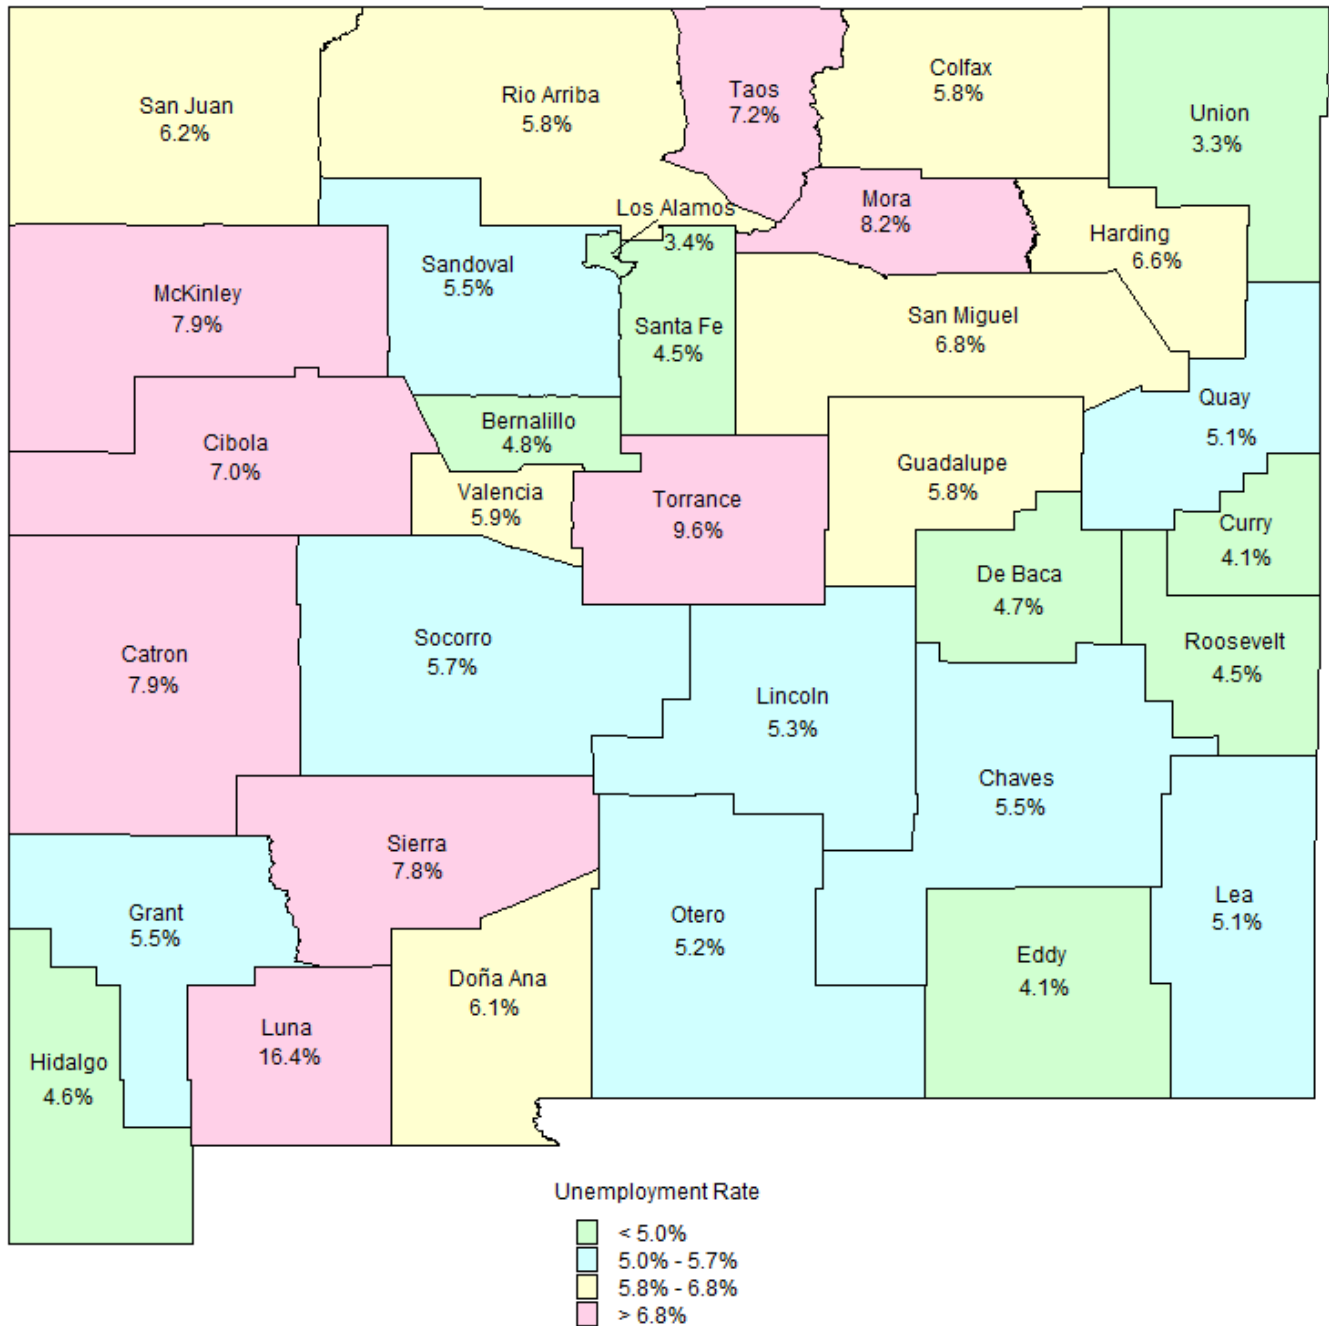 San Juan
6.2%
Rio Arriba
5.8%
Taos
7.2%
Colfax
5.8%
Union
3.3%
Los Alamos
3.4%
Mora
8.2%
Harding
6.6%
McKinley
7.9%
Sandoval
5.5%
Santa Fe
4.5%
San Miguel
6.8%
Quay
5.1%
Cibola
7.0%
Bernalillo
4.8%
Valencia
5.9%
Torrance
9.6%
Guadalupe
5.8%
Curry
4.1%
De Baca
4.7%
Roosevelt
4.5%
Catron
7.9%
Socorro
5.7%
Lincoln
5.3%
Chaves
5.5%
Sierra
7.8%
Grant
5.5%
Otero
5.2%
Lea
5.1%
Eddy
4.1%
Doña Ana
6.1%
Luna
16.4%
Hidalgo
4.6%
Unemployment Rate
< 5.0%
5.0% - 5.7%
5.8% - 6.8%
> 6.8%